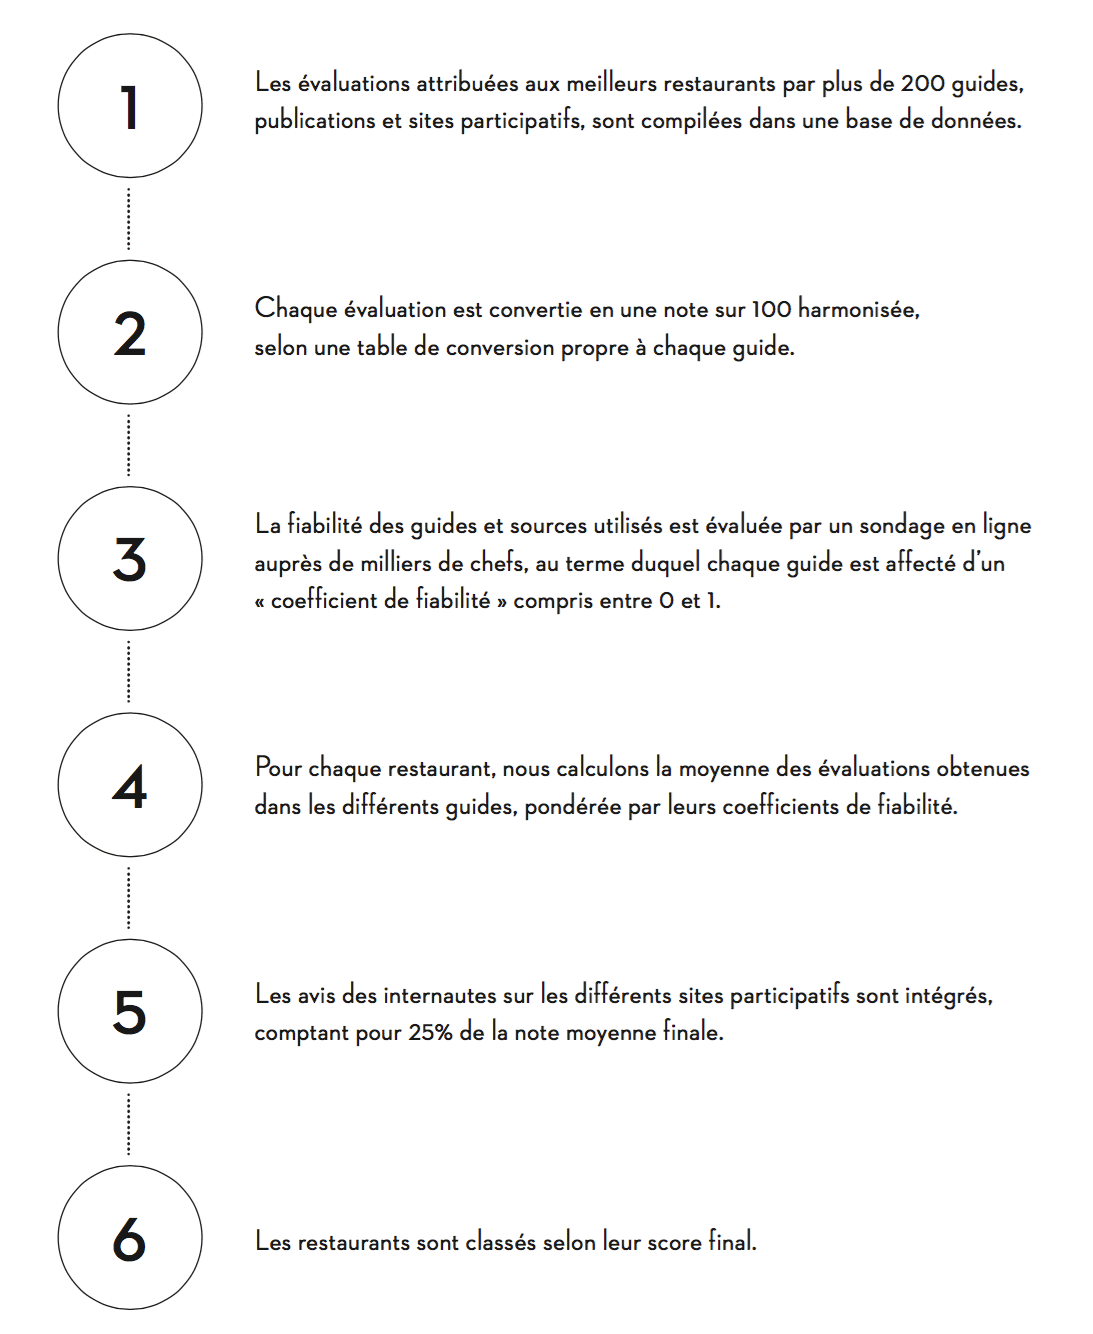 1
Les évaluations attribuées aux meilleurs restaurants par plus de 200 guides,
publications et sites participatifs, sont compilées dans une base de données.
2
Chaque évaluation est convertie en une note sur 100 harmonisée,
selon une table de conversion propre à chaque guide.
3
La fiabilité des guides et sources utilisés est évaluée par un sondage en ligne
auprès de milliers de chefs, au terme duquel chaque guide est affecté d'un
« coefficient de fiabilité » compris entre 0 et 1.
4
Pour chaque restaurant, nous calculons la moyenne des évaluations obtenues
dans les différents guides, pondérée par leurs coefficients de fiabilité.
5
Les avis des internautes sur les différents sites participatifs sont intégrés,
comptant pour 25% de la note moyenne finale.
6
Les restaurants sont classés selon leur score final.